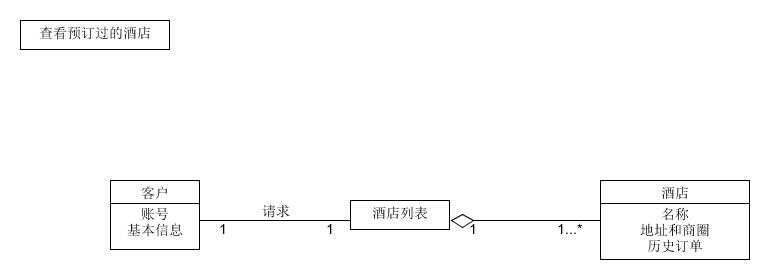 查看预订过的酒店
客户
账号
基本信息
请求
1
1
酒店列表
1
1...*
酒店
名称
地址和商圈
历史订单